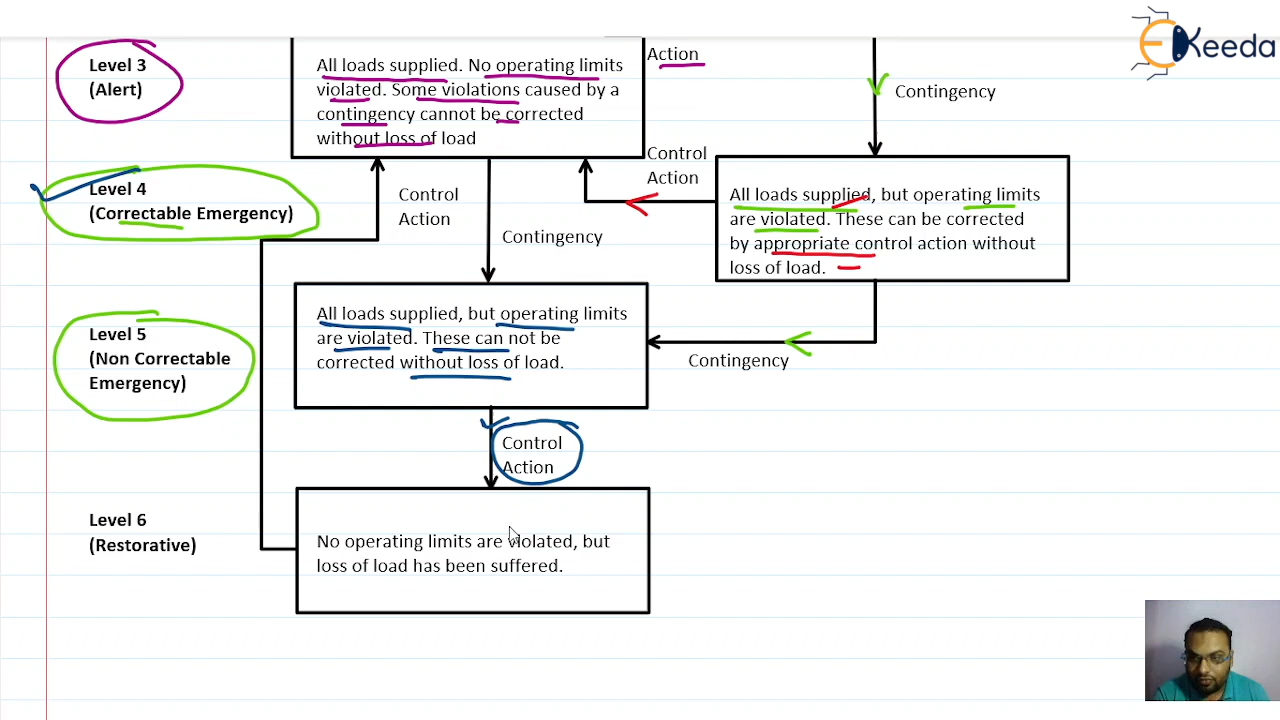 Keeda
Level 3
(Alert)
All loads supplied. No operating limits
violated. Some violations caused by a
contingency cannot be corrected
without loss of load
Action
Contingency
Level 4
(Correctable Emergency)
Control
Action
Contingency
Control
Action
All loads supplied, but operating limits
are violated. These can be corrected
by appropriate control action without
loss of load.
Level 5
(Non Correctable
Emergency)
All loads supplied, but operating limits
are violated. These can not be
corrected without loss of load.
Contingency
Control
Action
Level 6
(Restorative)
No operating limits are violated, but
loss of load has been suffered.